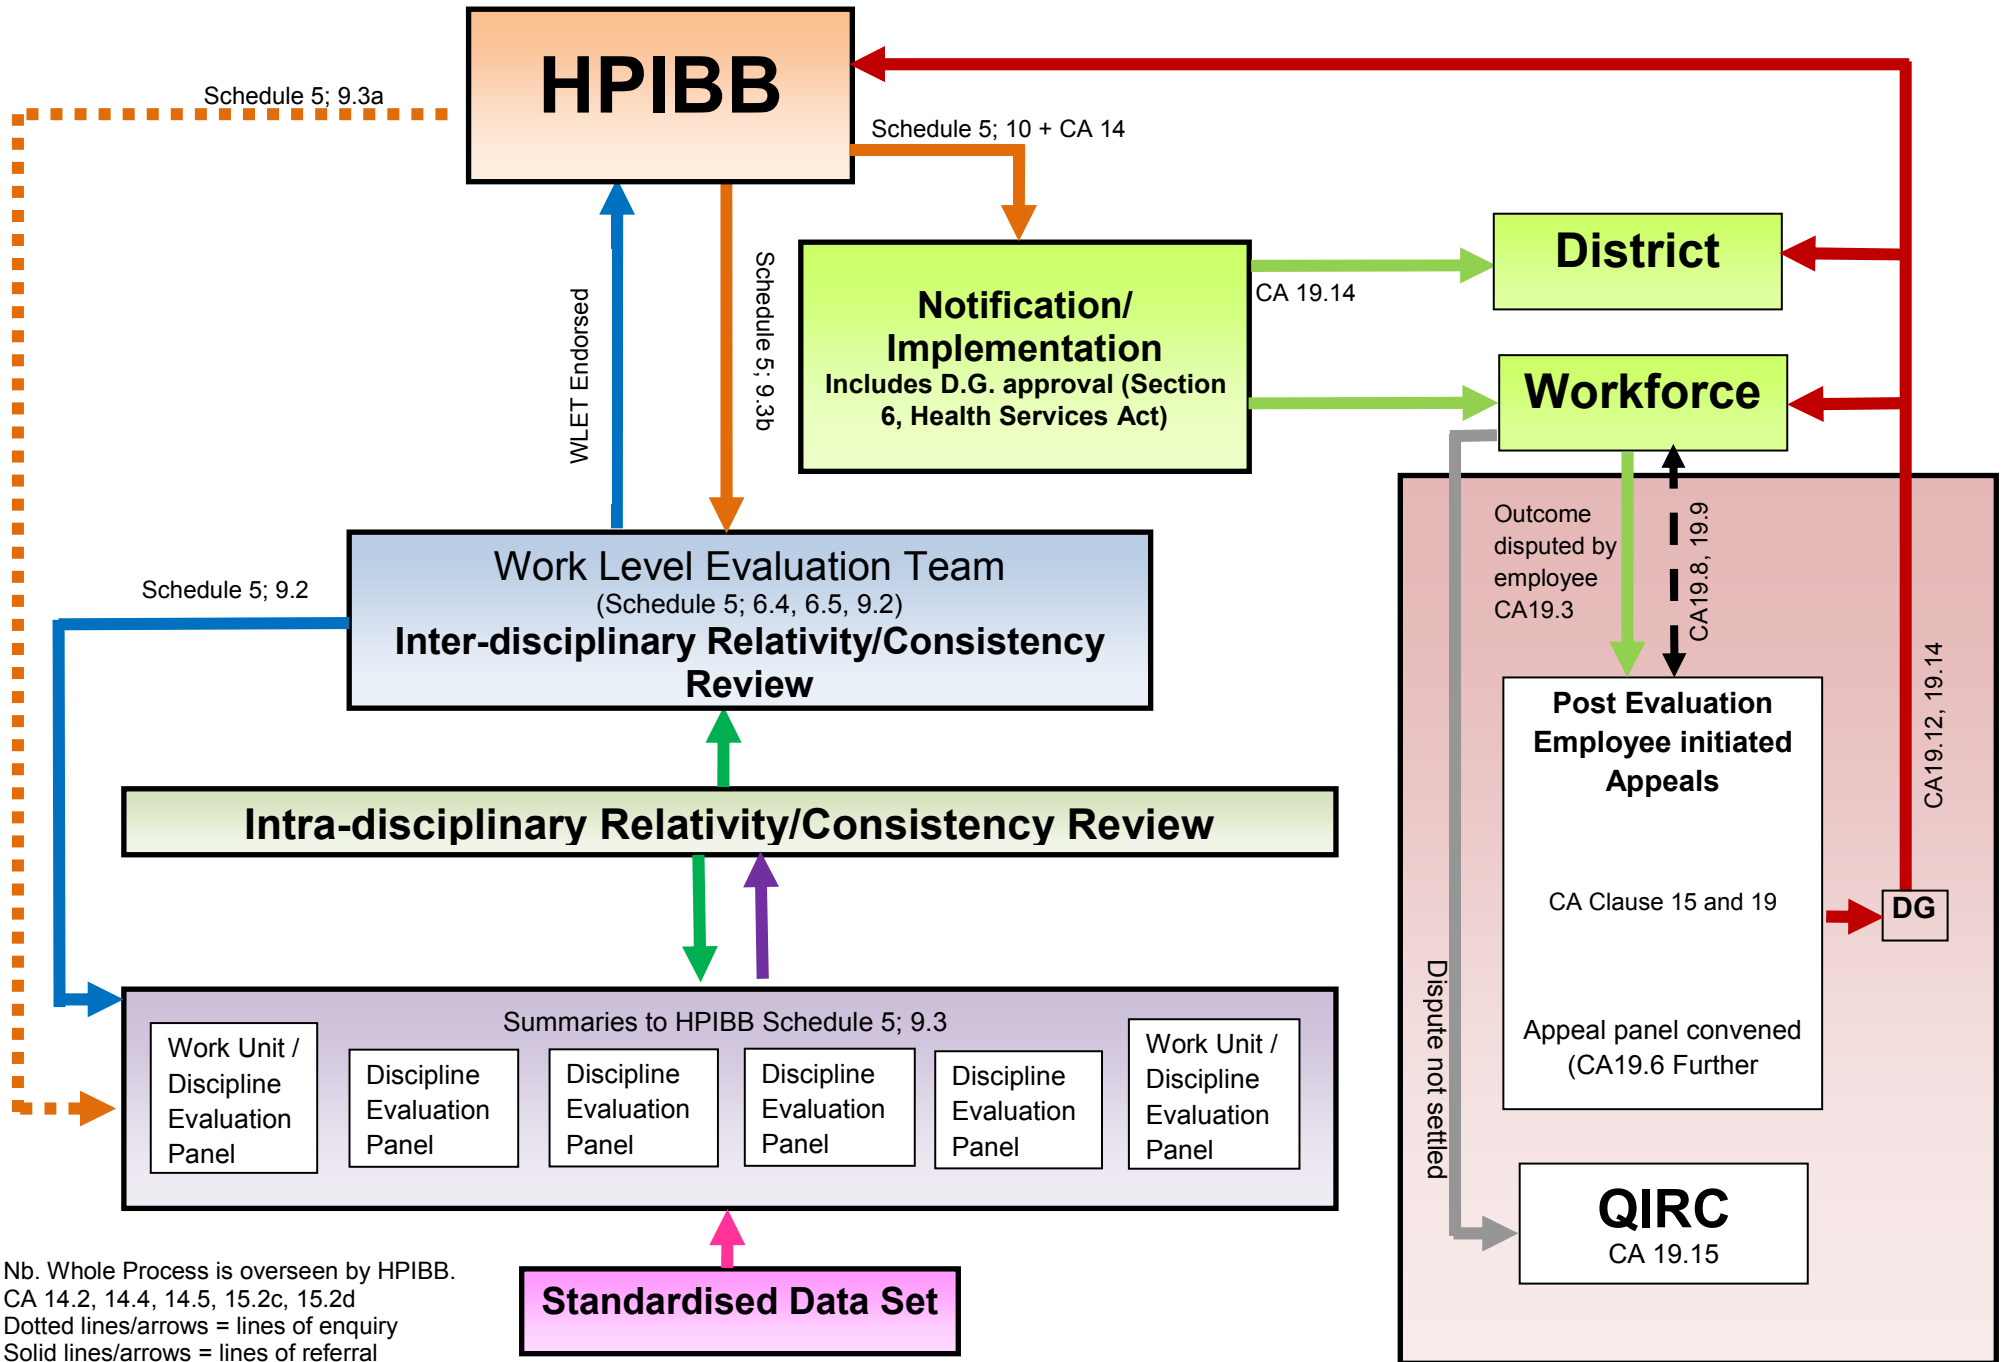 HPIBB
Schedule 5; 9.3a
Schedule 5; 10 + CA 14
WLET Endorsed
Schedule 5; 9.3b
Notification/
Implementation
Includes D.G. approval (Section
6, Health Services Act)
CA 19.14
District
Workforce
Outcome
disputed by
employee
CA19.3
CA19.8, 19.9
CA19.12, 19.14
Schedule 5; 9.2
Work Level Evaluation Team
(Schedule 5; 6.4, 6.5, 9.2)
Inter-disciplinary Relativity/Consistency
Review
Post Evaluation
Employee initiated
Appeals
CA Clause 15 and 19
Appeal panel convened
(CA19.6 Further
DG
Intra-disciplinary Relativity/Consistency Review
Dispute not settled
Summaries to HPIBB Schedule 5; 9.3
Work Unit /
Discipline
Evaluation
Panel
Discipline
Evaluation
Panel
Discipline
Evaluation
Panel
Discipline
Evaluation
Panel
Discipline
Evaluation
Panel
Work Unit /
Discipline
Evaluation
Panel
QIRC
CA 19.15
Standardised Data Set
Nb. Whole Process is overseen by HPIBB.
CA 14.2, 14.4, 14.5, 15.2c, 15.2d
Dotted lines/arrows = lines of enquiry
Solid lines/arrows = lines of referral